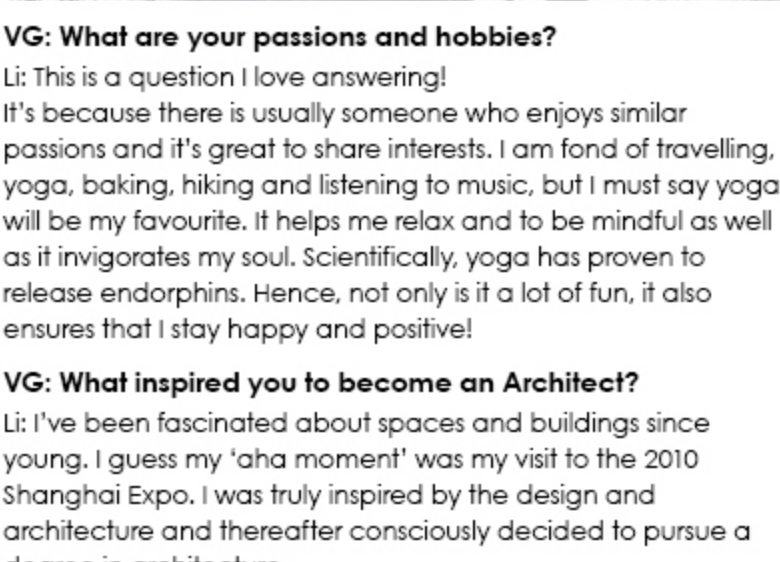 VG: What are your passions and hobbies?
Li: This is a question I love answering!
It's because there is usually someone who enjoys similar
passions and it's great to share interests. I am fond of travelling,
yoga, baking, hiking and listening to music, but I must say yoga
will be my favourite. It helps me relax and to be mindful as well
as it invigorates my soul. Scientifically, yoga has proven to
release endorphins. Hence, not only is it a lot of fun, it also
ensures that I stay happy and positive!
VG: What inspired you to become an Architect?
Li: I've been fascinated about spaces and buildings since
young. I guess my 'aha moment' was my visit to the 2010
Shanghai Expo. I was truly inspired by the design and
architecture and thereafter consciously decided to pursue a